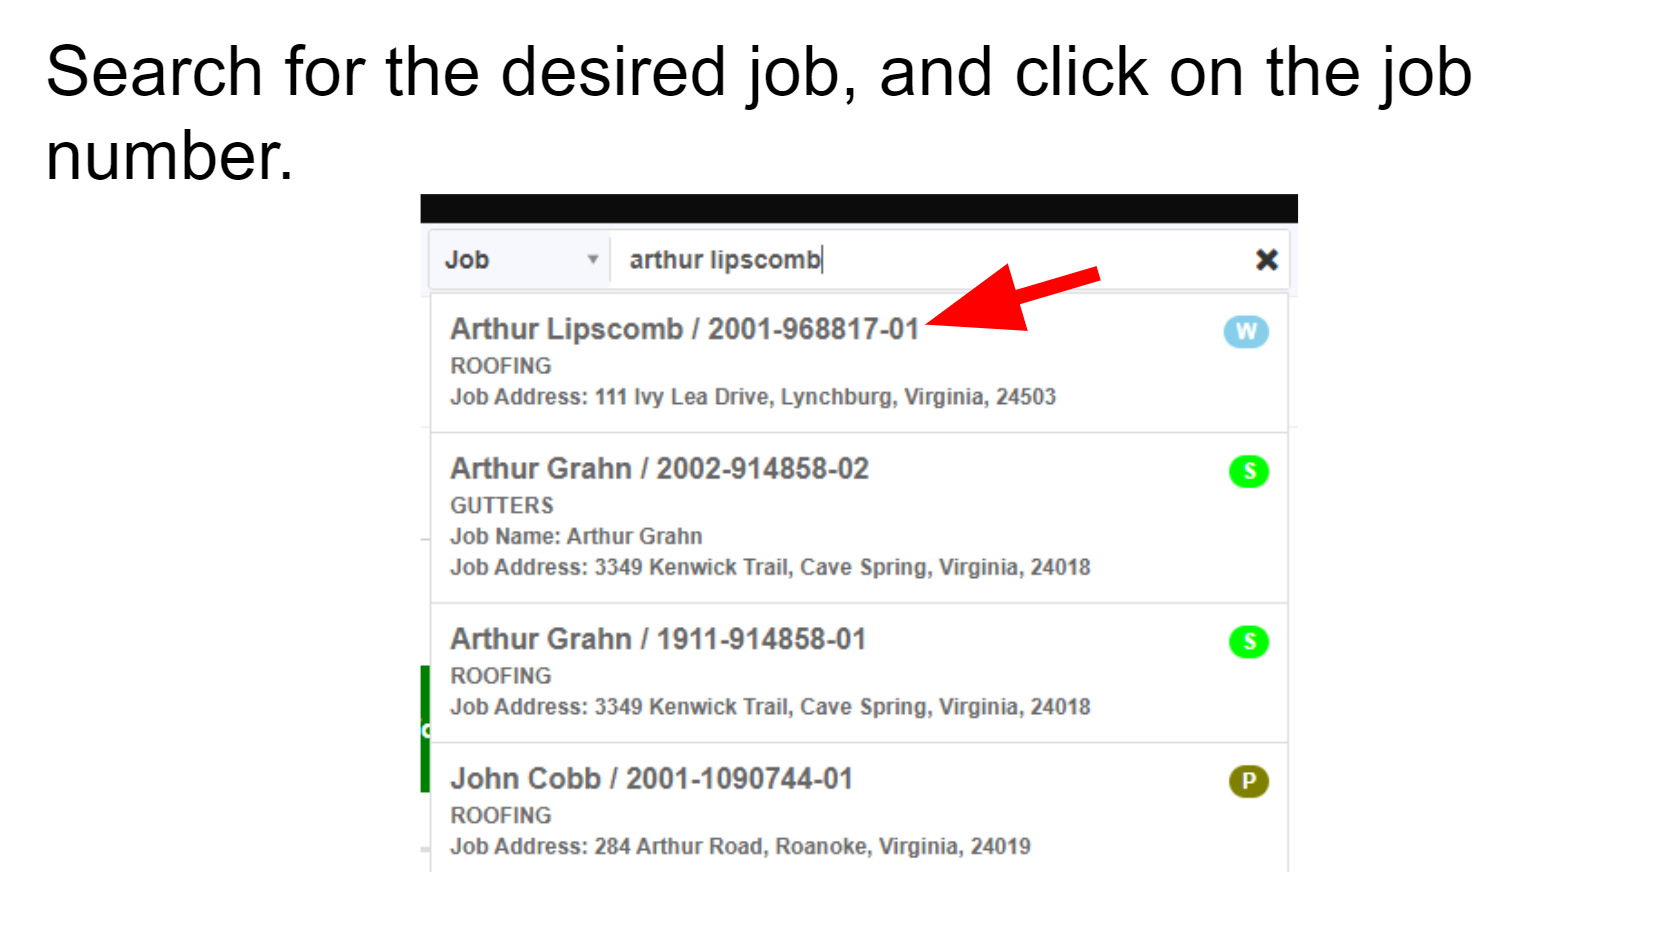 Search for the desired job, and click on the job
number.
Job arthur lipscomb
Arthur Lipscomb / 2001-968817-01 W
ROOFING
Job Address: 111 Ivy Lea Drive, Lynchburg, Virginia, 24503
Arthur Grahn / 2002-914858-02 S
GUTTERS
Job Name: Arthur Grahn
Job Address: 3349 Kenwick Trail, Cave Spring, Virginia, 24018
Arthur Grahn / 1911-914858-01 S
ROOFING
Job Address: 3349 Kenwick Trail, Cave Spring, Virginia, 24018
John Cobb / 2001-1090744-01 P
ROOFING
Job Address: 284 Arthur Road, Roanoke, Virginia, 24019